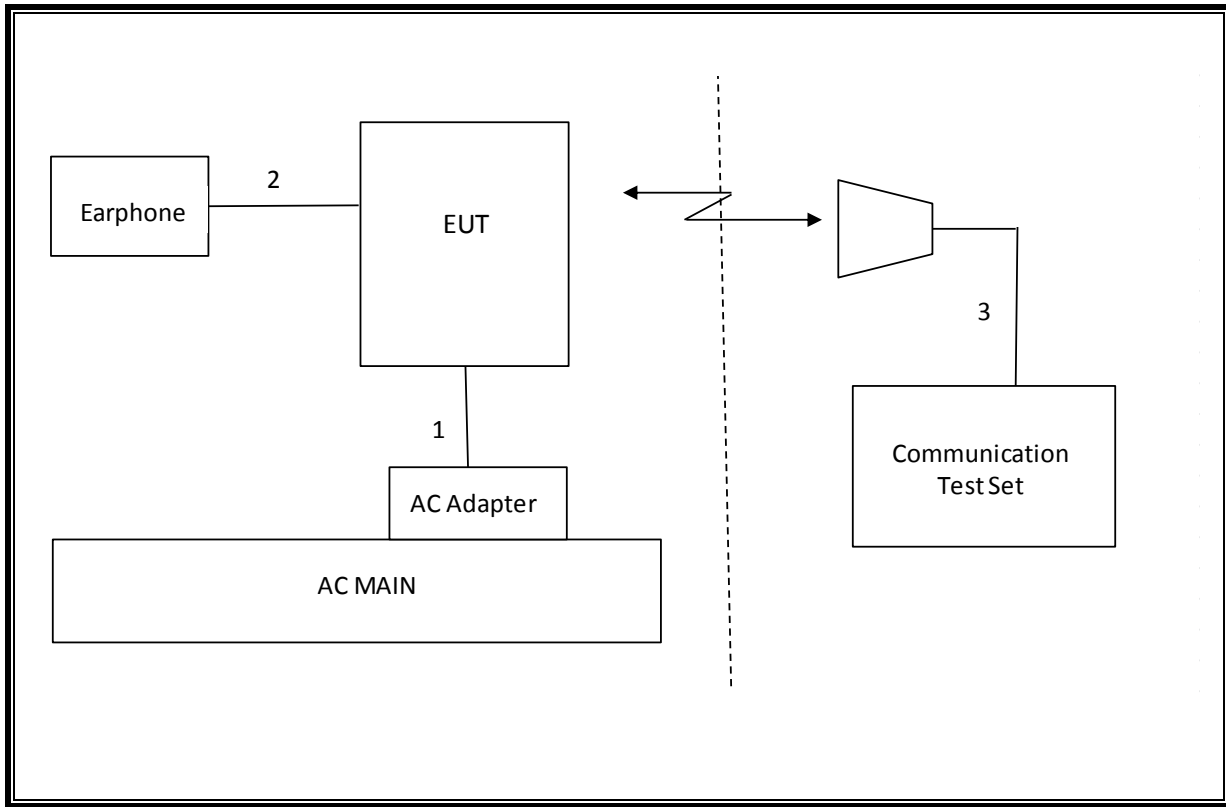 2
Earphone
EUT
3
1
Communication
Test Set
AC Adapter
AC MAIN